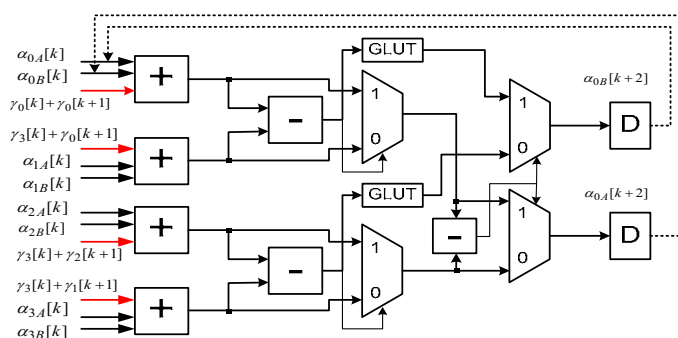 α0A[k]
α0B[k]
γ0[k]+γ0[k+1]
+
γ3[k]+γ0[k+1]
α1A[k]
α1B[k]
+
α2A[k]
α2B[k]
γ3[k]+γ2[k+1]
+
γ3[k]+γ1[k+1]
α3A[k]
α3B[k]
+
-
-
GLUT
1
0
GLUT
1
0
-
1
0
1
0
α0B[k+2]
D
α0A[k+2]
D